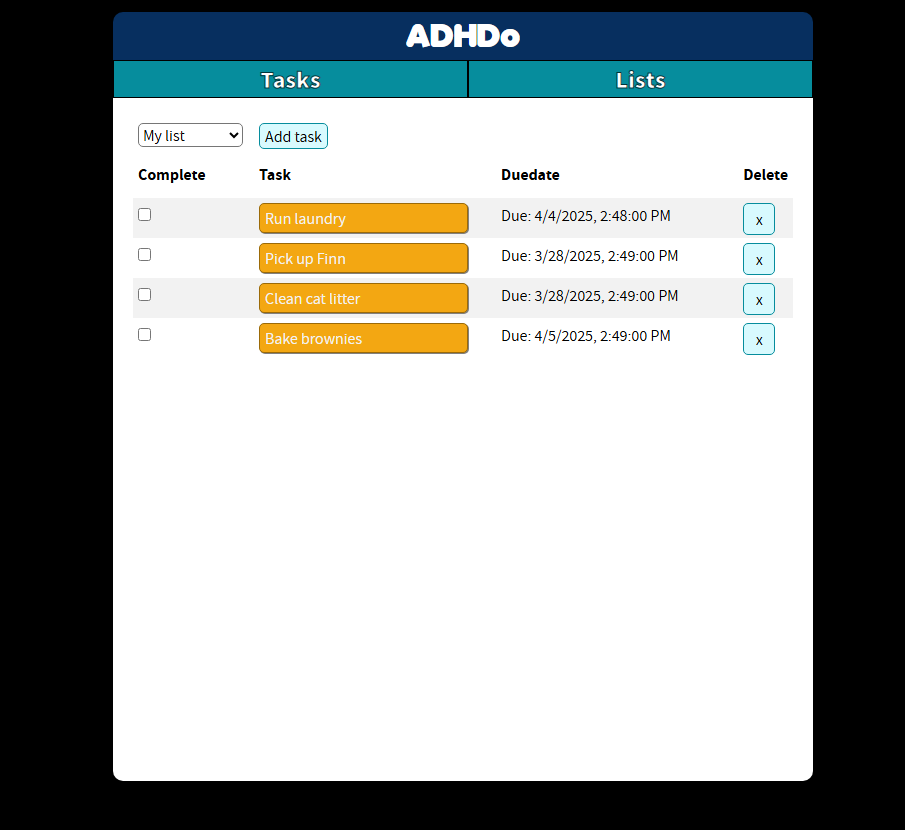 ADHDo
Tasks Lists
My list Add task
Complete Task Duedate Delete
Run laundry Due: 4/4/2025, 2:48:00 PM x
Pick up Finn Due: 3/28/2025, 2:49:00 PM x
Clean cat litter Due: 3/28/2025, 2:49:00 PM x
Bake brownies Due: 4/5/2025, 2:49:00 PM x